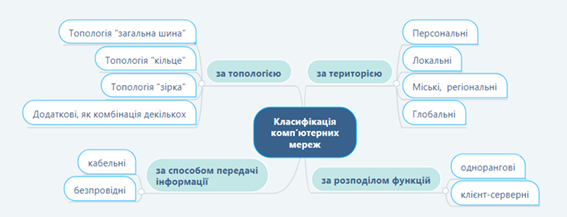 Топологія "загальна шина"
Топологія "кільце"
Топологія "зірка"
Додаткові, як комбінація декількох
за топологією
за територією
Персональні
Локальні
Міські, регіональні
Глобальні
Класифікація
комп'ютерних
мереж
кабельні
безпровідні
за способом передачі
інформації
за розподілом функцій
однорангові
клієнт-серверні